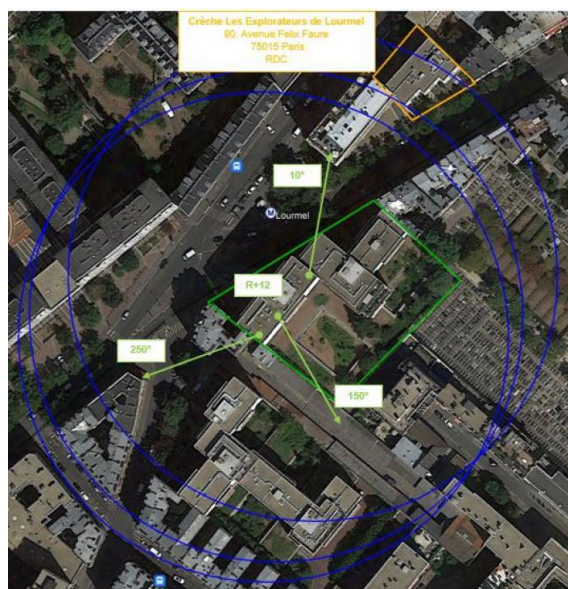 Crèche Les Explorateurs de Lourmel
90, Avenue Felix Faure
75015 Paris
RDC
10°
M Lourmel
R+12
250°
150°